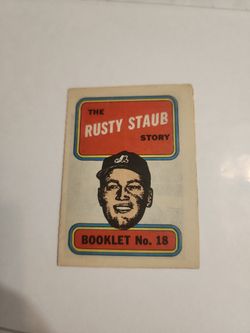 THE
RUSTY STAUB
STORY
BOOKLET No. 18